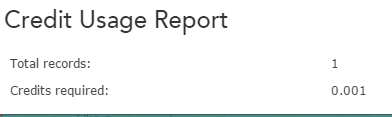 Credit Usage Report
Total records: 1
Credits required: 0.001